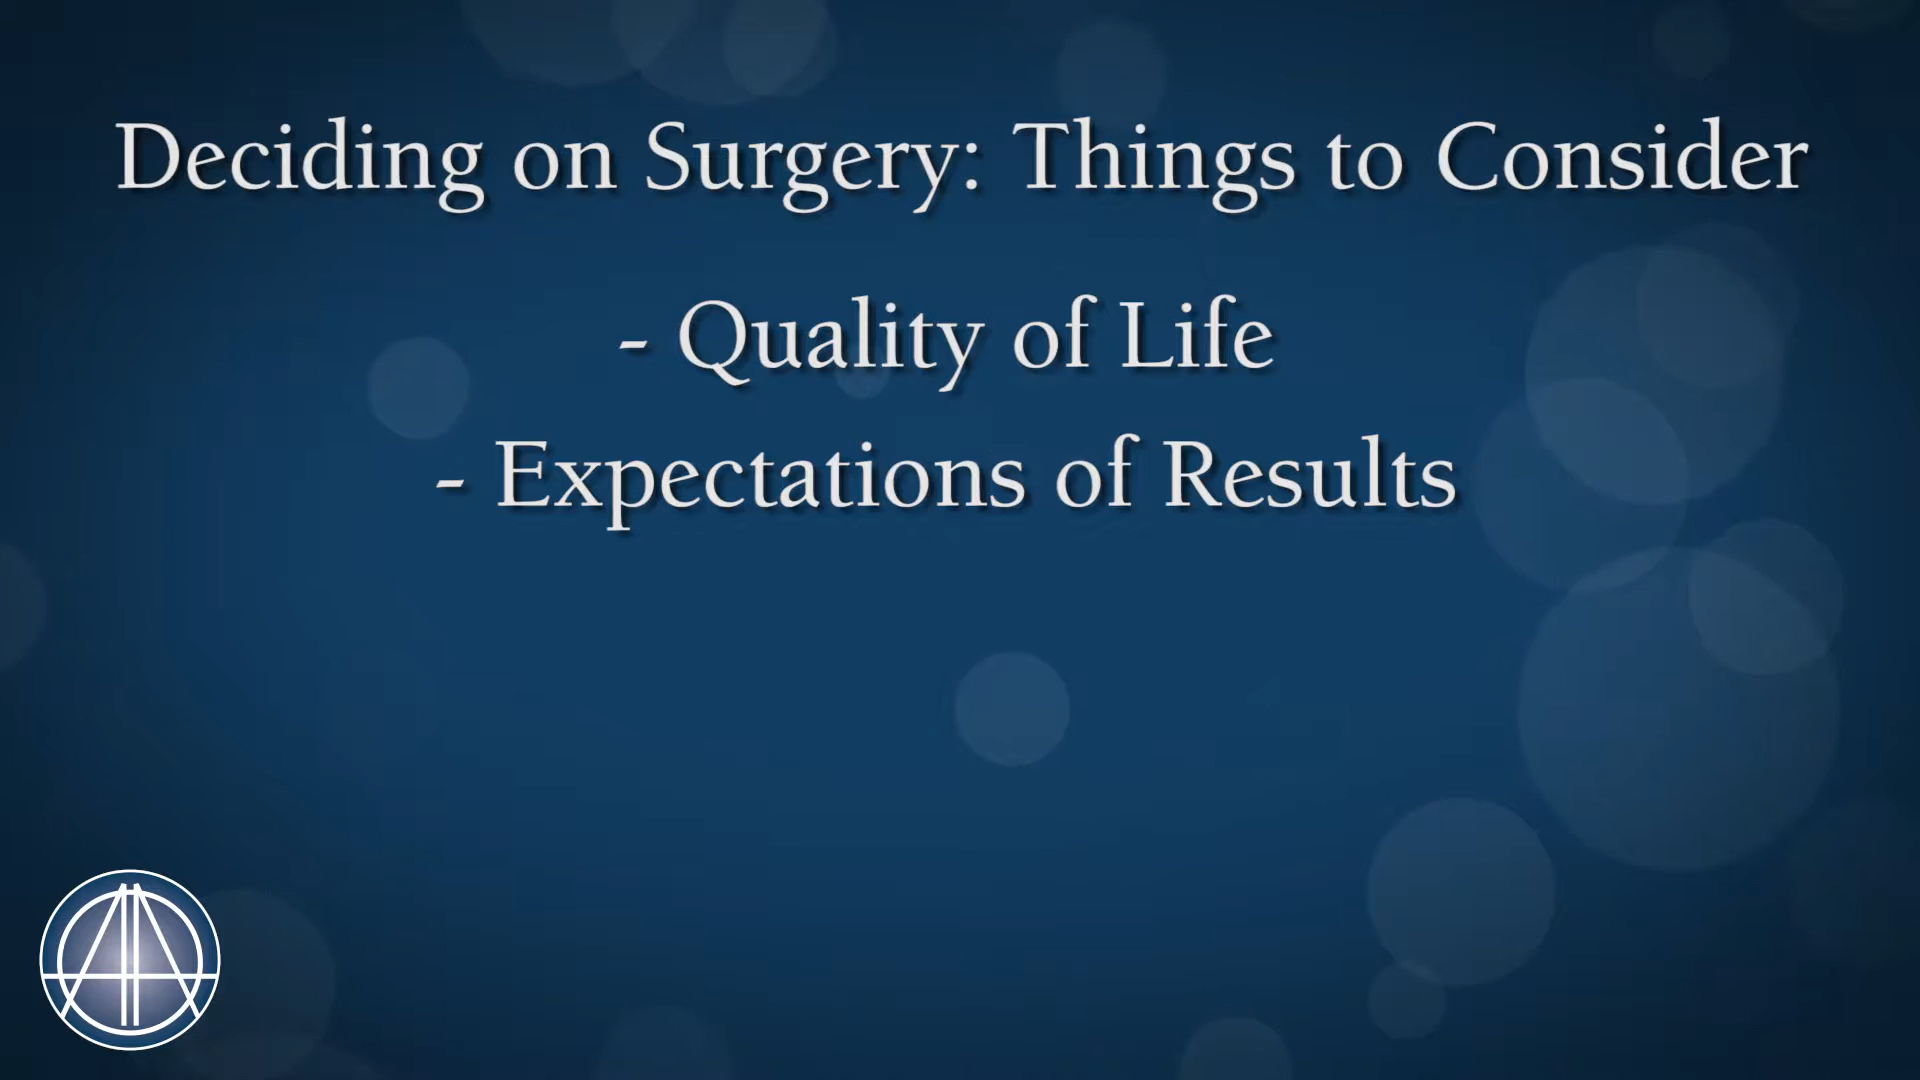 Deciding on Surgery: Things to Consider
- Quality of Life
- Expectations of Results